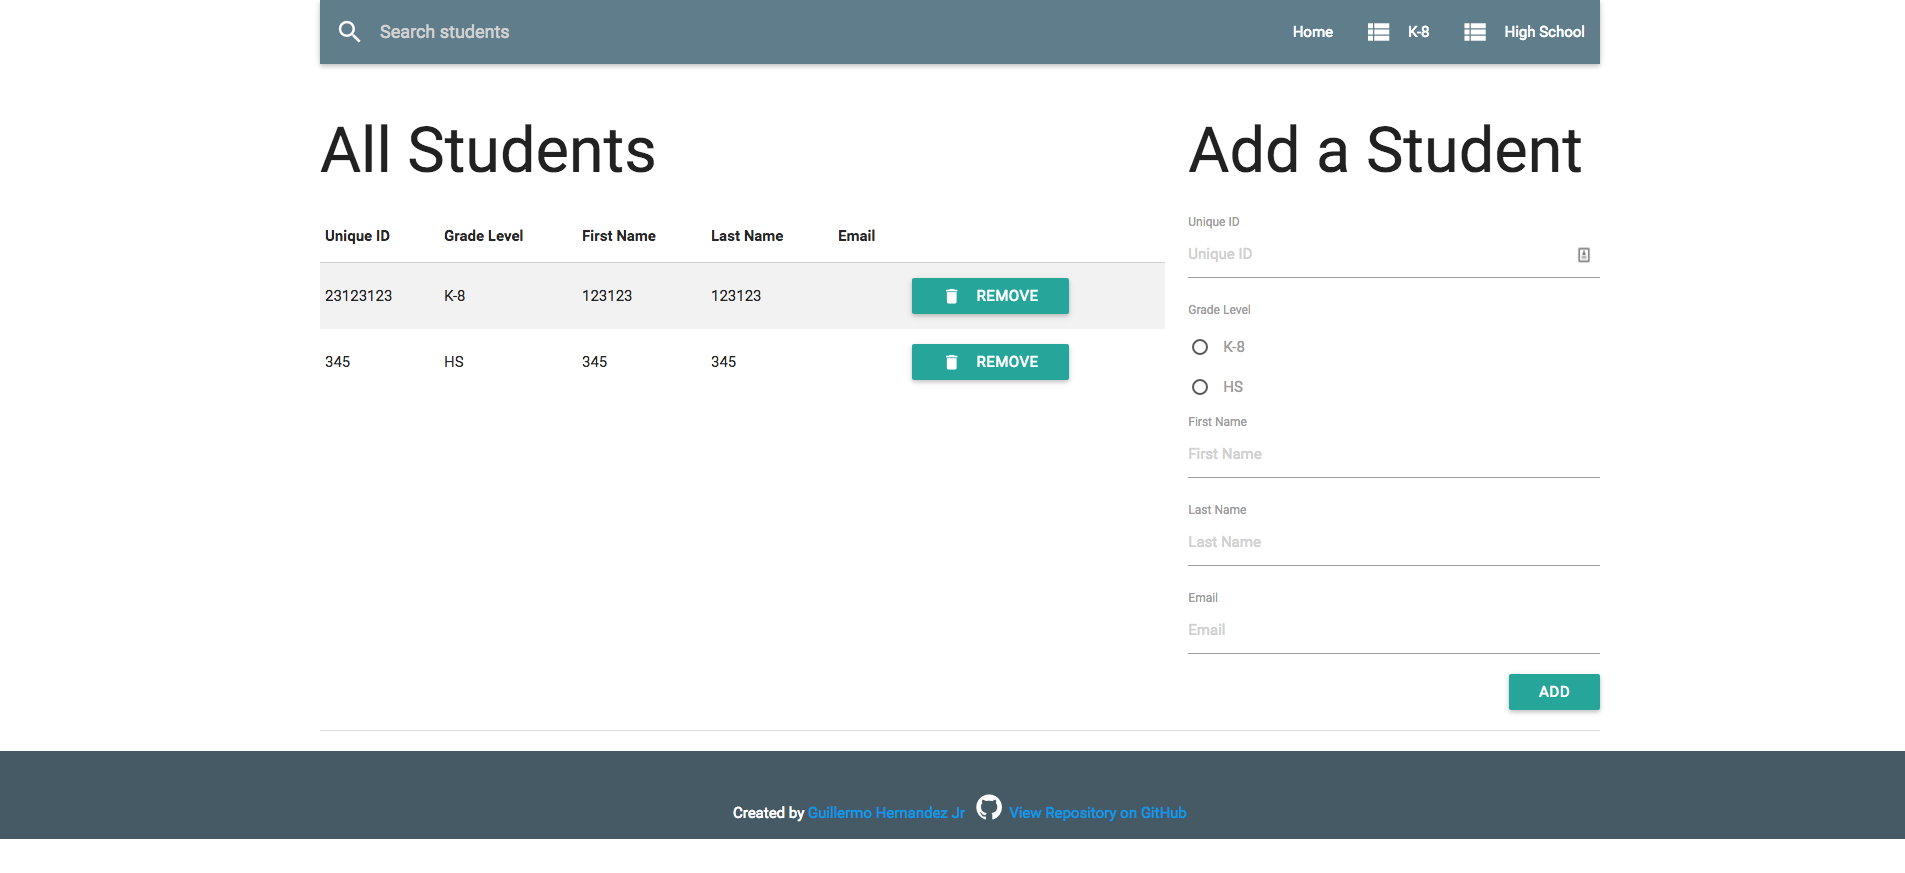 Search students
Home K-8 High School
All Students
Unique ID Grade Level First Name Last Name Email
23123123 K-8 123123 123123 REMOVE
345 HS 345 345 REMOVE
Add a Student
Unique ID
Unique ID
Grade Level
K-8
HS
First Name
First Name
Last Name
Last Name
Email
Email
ADD
Created by Guillermo Hernandez Jr View Repository on GitHub